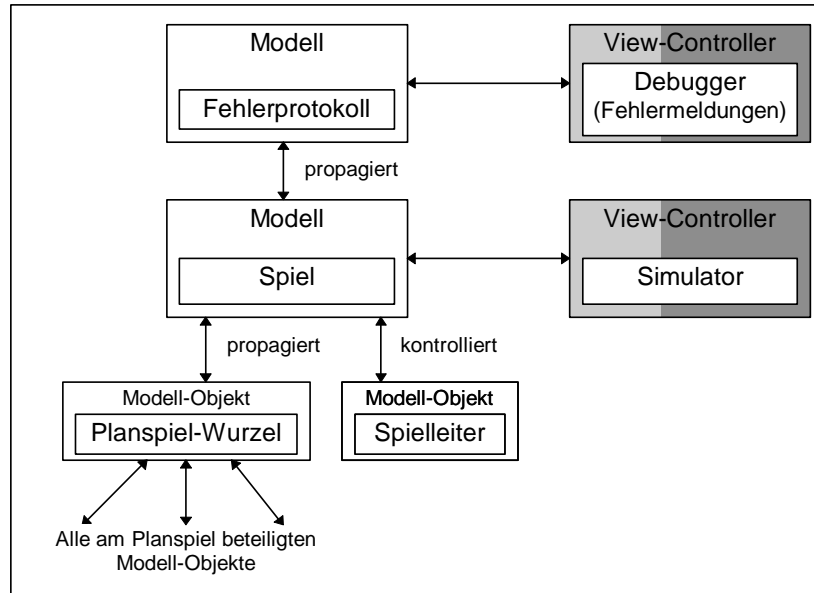 Modell
Fehlerprotokoll
View-Controller
Debugger
(Fehlermeldungen)
propagiert
Modell
Spiel
View-Controller
Simulator
propagiert
kontrolliert
Modell-Objekt
Planspiel-Wurzel
Modell-Objekt
Spielleiter
Alle am Planspiel beteiligten
Modell-Objekte